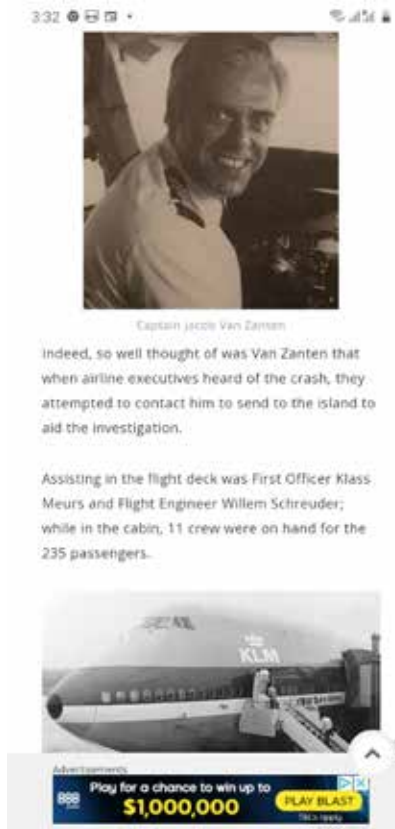 3:32
Captain Jacob Van Zanten
Indeed, so well thought of was Van Zanten that
when airline executives heard of the crash, they
attempted to contact him to send to the island to
aid the investigation.
Assisting in the flight deck was First Officer Klass
Meurs and Flight Engineer Willem Schreuder;
while in the cabin, 11 crew were on hand for the
235 passengers.
KLM
Advertisements
888
Play for a chance to win up to
$1,000,000
PLAY BLAST
T&Cs apply